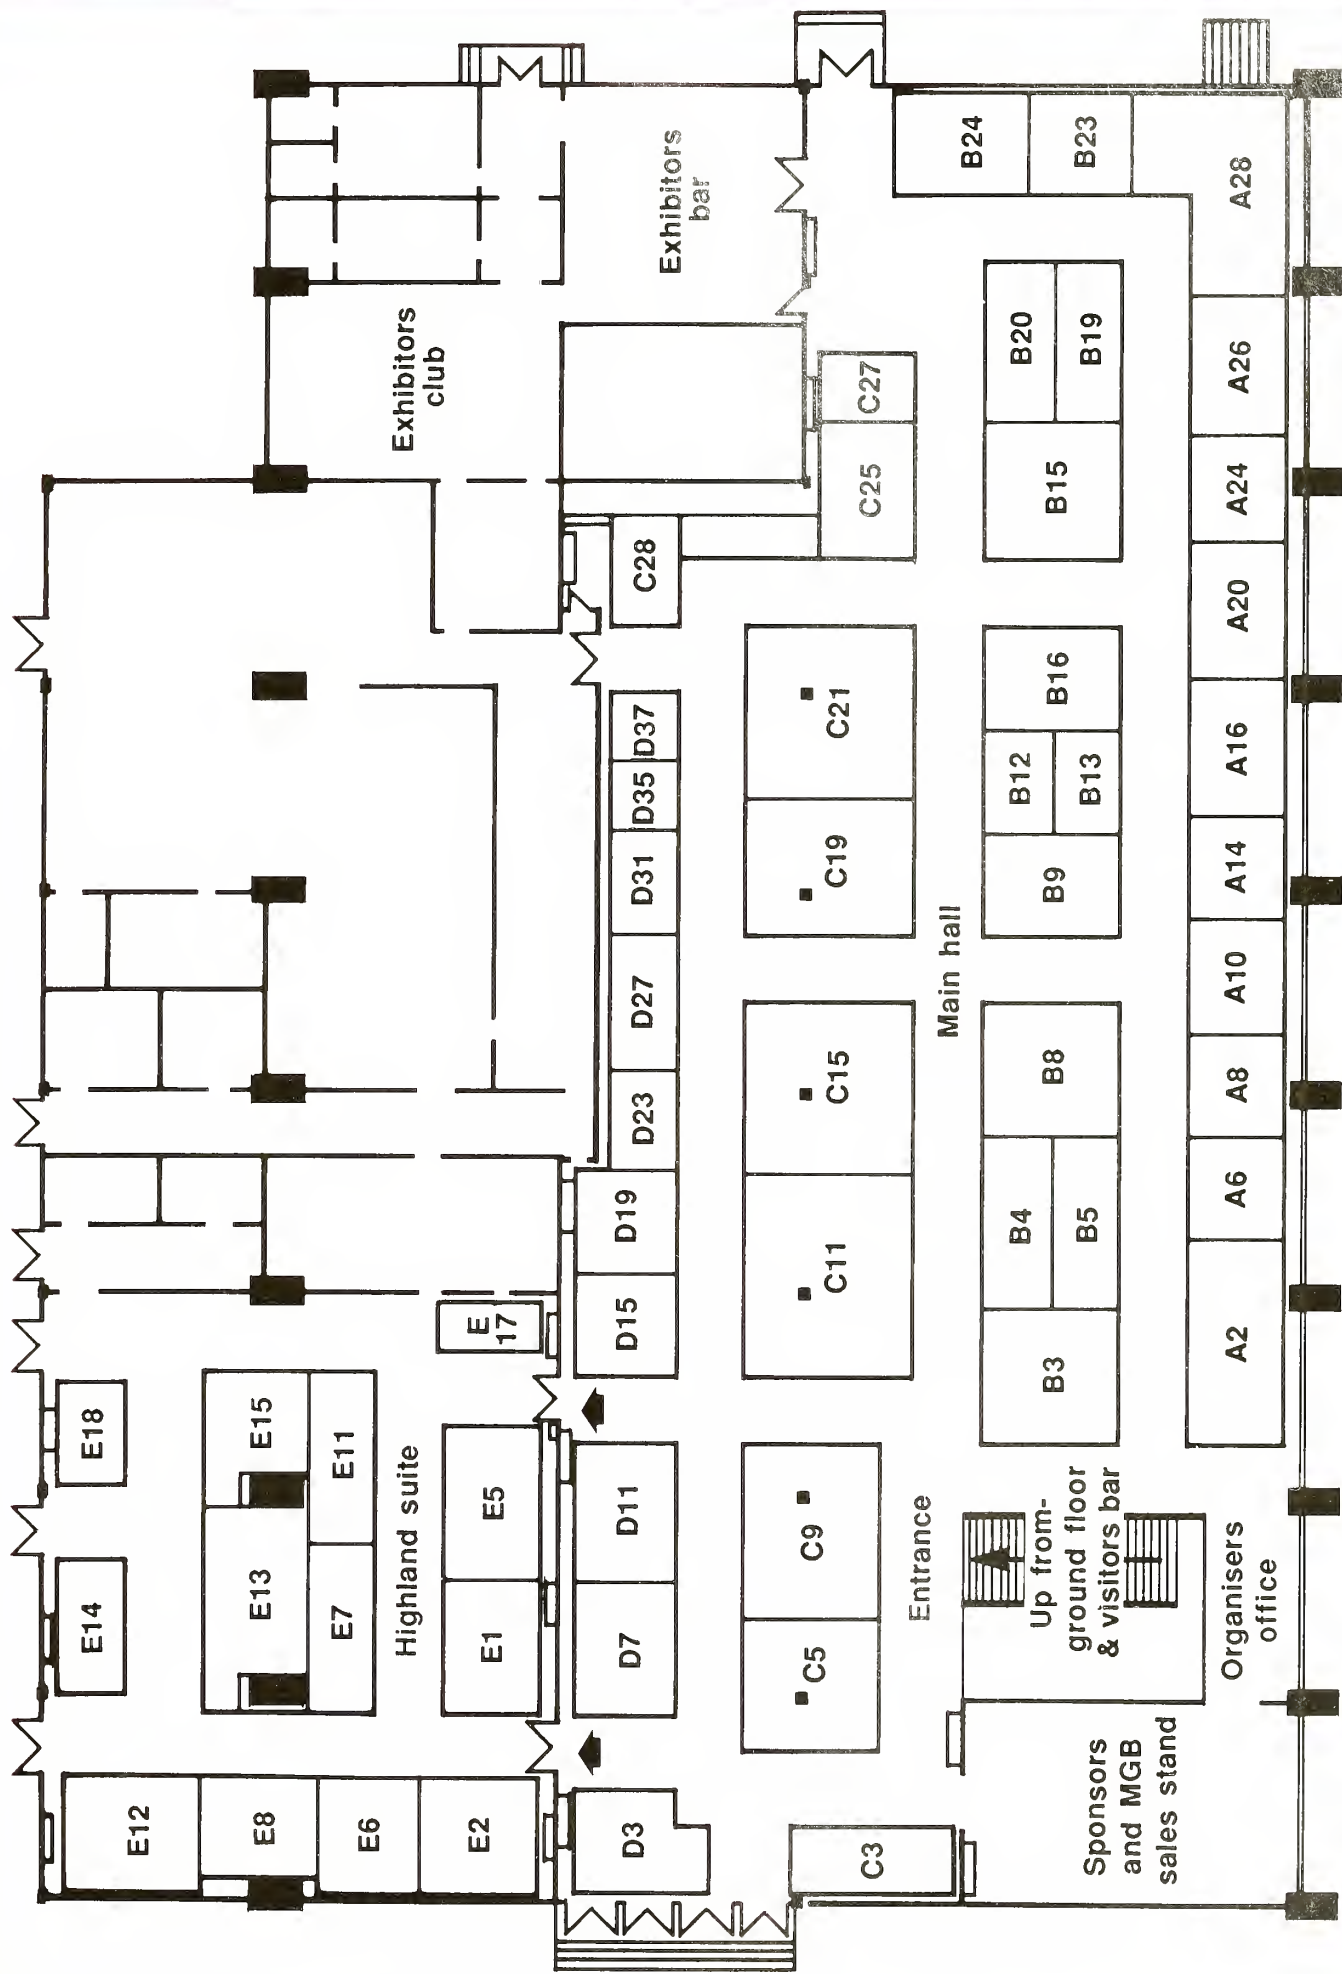 E12
E14
E18
E8
E13
E15
E6
E7
E11
Highland suite
Exhibitors
club
E2
E1
E5
E
17
D3
D7
D11
D15
D19
D23
D27
D31
D35
D37
C28
Exhibitors
bar
C3
C5
C9
C11
C15
C19
C21
C25
C27
Entrance
Main hall
B3
B4
B5
B8
B9
B12
B13
B16
B15
B20
B19
B24
B23
Up from-
ground floor
& visitors bar
Sponsors
and MGB
sales stand
Organisers
office
A2
A6
A8
A10
A14
A16
A20
A24
A26
A28